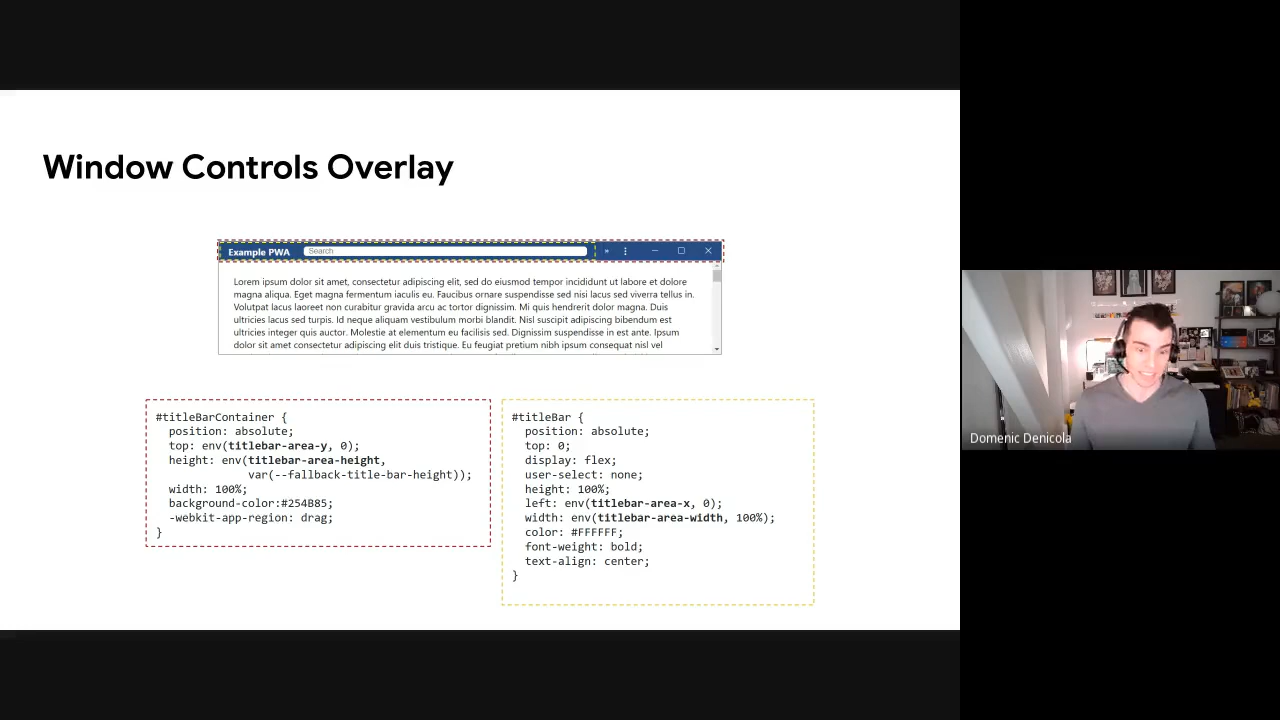 Window Controls Overlay
Example PWA
Search
»
Lorem ipsum dolor sit amet, consectetur adipiscing elit, sed do eiusmod tempor incididunt ut labore et dolore
magna aliqua. Eget magna fermentum iaculis eu. Faucibus ornare suspendisse sed nisi lacus sed viverra tellus in.
Volutpat lacus laoreet non curabitur gravida arcu ac tortor dignissim. Mi quis hendrerit dolor magna. Duis
ultricies lacus sed turpis. Id neque aliquam vestibulum morbi blandit. Nisl suscipit adipiscing bibendum est
ultricies integer quis auctor. Molestie at elementum eu facilisis sed. Dignissim suspendisse in est ante. Ipsum
dolor sit amet consectetur adipiscing elit duis tristique. Eu feugiat pretium nibh ipsum consequat nisl vel
#titleBarContainer {
position: absolute;
top: env(titlebar-area-y, 0);
height: env(titlebar-area-height,
var(--fallback-title-bar-height));
width: 100%;
background-color:#254B85;
-webkit-app-region: drag;
}
#titleBar {
position: absolute;
top: 0;
display: flex;
user-select: none;
height: 100%;
left: env(titlebar-area-x, 0);
width: env(titlebar-area-width, 100%);
color: #FFFFFF;
font-weight: bold;
text-align: center;
}
Domenic Denicola